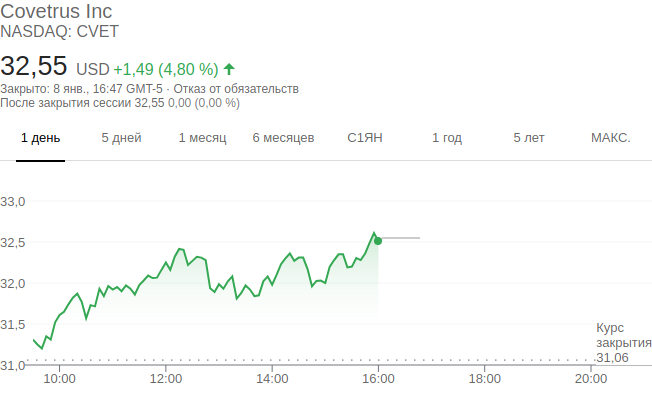 Covetrus Inc
NASDAQ: CVET
32,55 USD +1,49 (4,80 %)
Закрыто: 8 янв., 16:47 GMT-5 · Отказ от обязательств
После закрытия сессии 32,55 0,00 (0,00 %)
1 день 5 дней 1 месяц 6 месяцев С1ЯН 1 год 5 лет МАКС.
33,0
32,5
32,0
31,5
Курс
закрытия
31,06
31,0
10:00 12:00 14:00 16:00 18:00 20:00